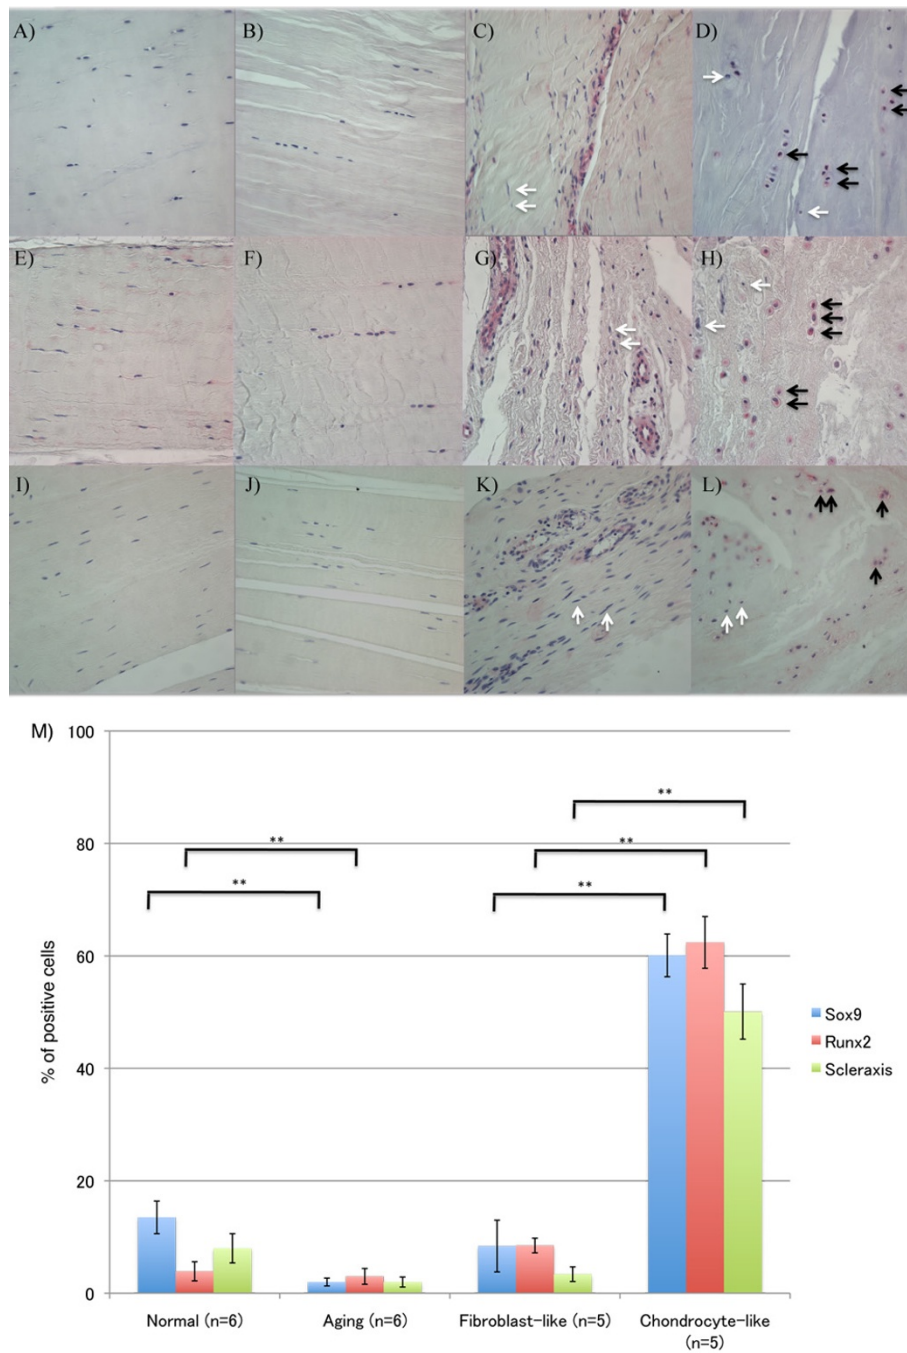 A)
B)
C)
D)
E)
F)
G)
H)
I)
J)
K)
L)
M)
% of positive cells
100
80
60
40
20
0
**
**
**
**
**
Sox9
Runx2
Scleraxis
Normal (n=6)
Aging (n=6)
Fibroblast-like (n=5)
Chondrocyte-like
(n=5)